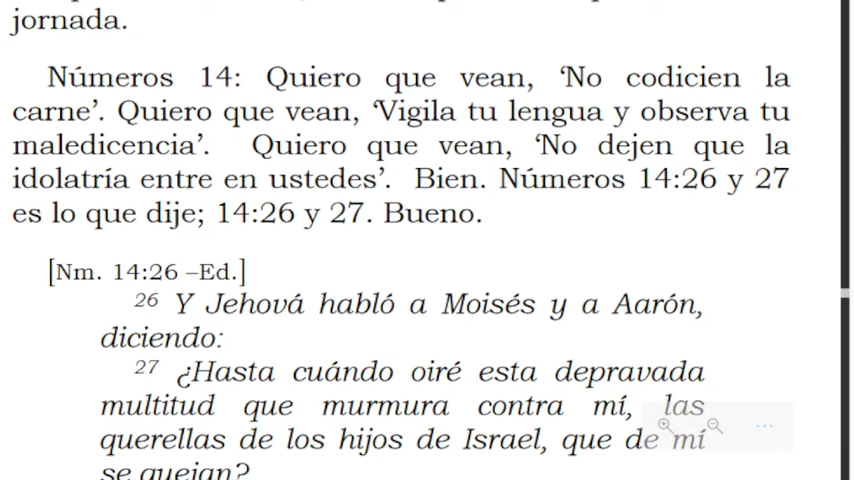 jornada.
Números 14: Quiero que vean, ‘No codicien la
carne’. Quiero que vean, ‘Vigila tu lengua y observa tu
maledicencia’. Quiero que vean, ‘No dejen que la
idolatría entre en ustedes’. Bien. Números 14:26 y 27
es lo que dije; 14:26 y 27. Bueno.
[Nm. 14:26 –Ed.]
26 Y Jehová habló a Moisés y a Aarón,
diciendo:
27 ¿Hasta cuándo oiré esta depravada
multitud que murmura contra mí, las
querellas de los hijos de Israel, que de mí
se quejan?